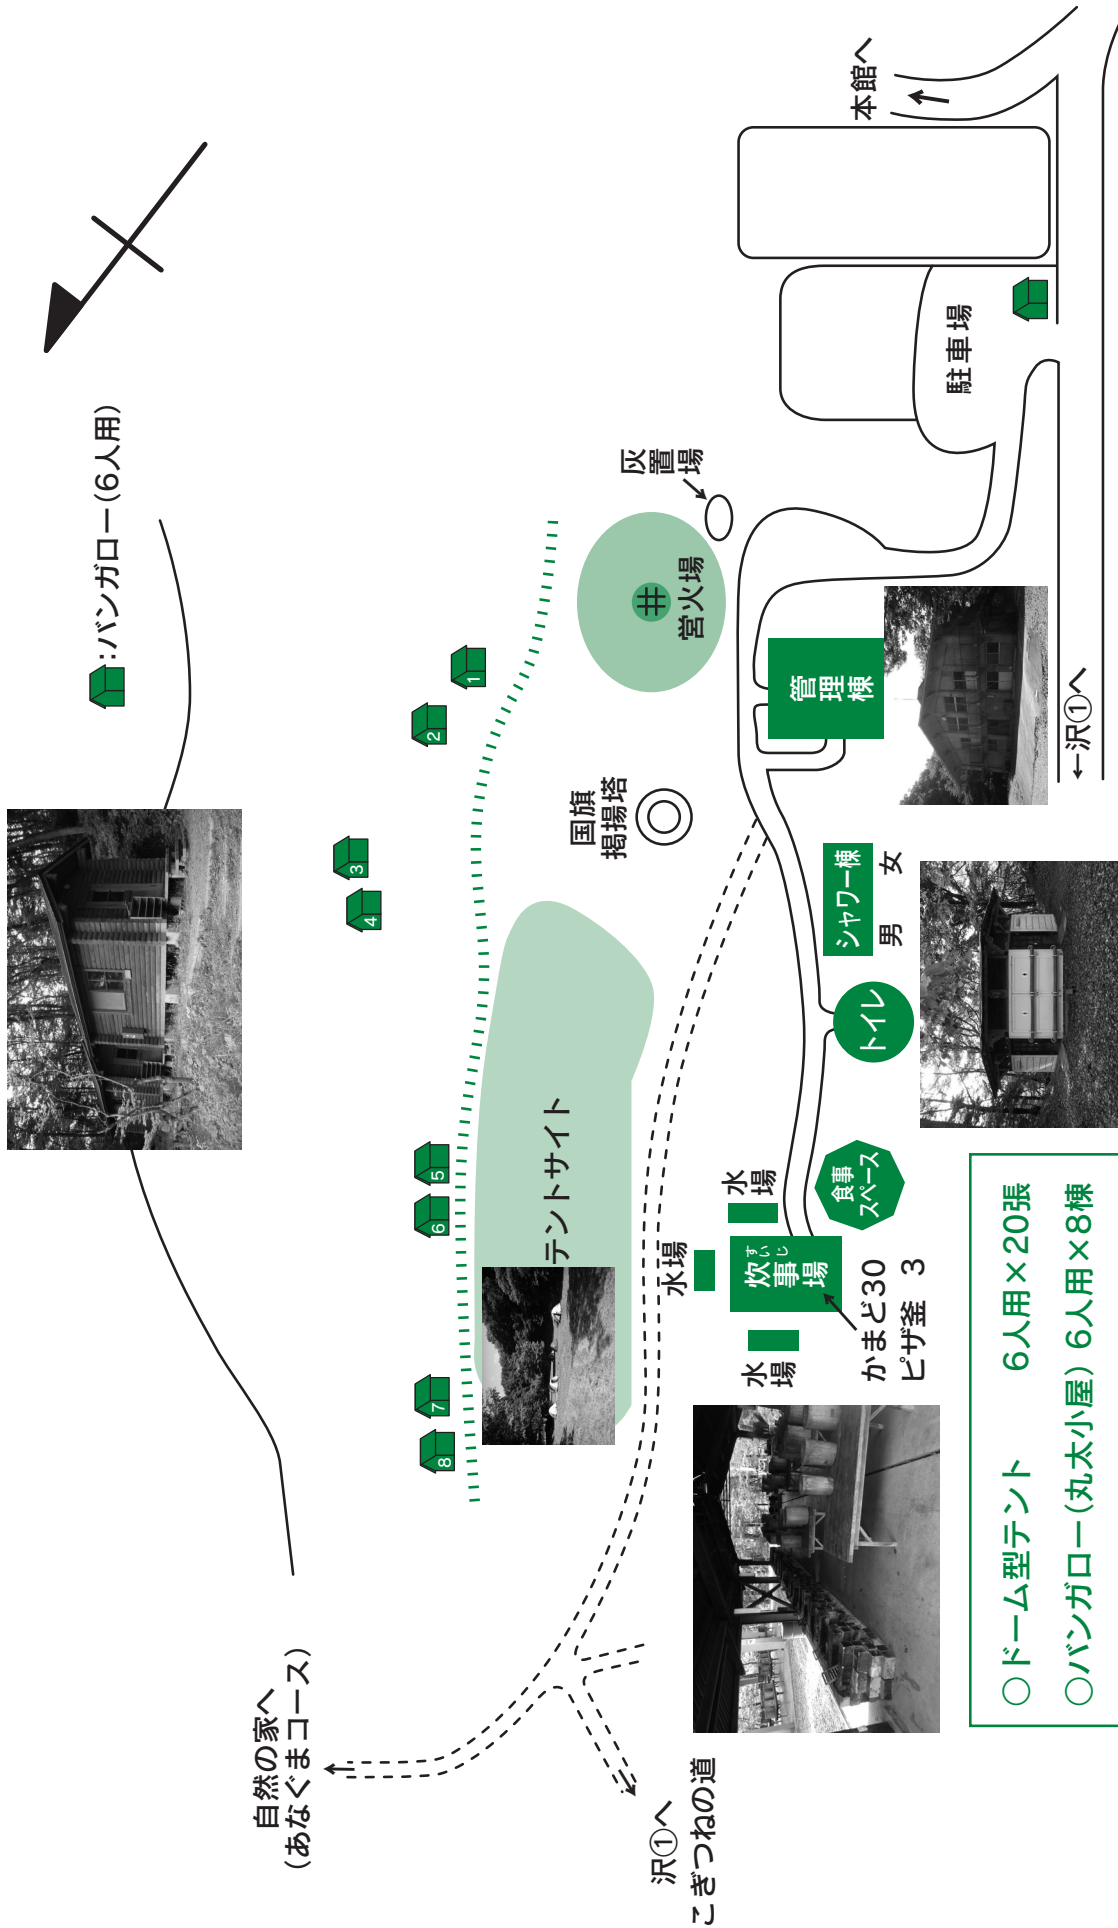 自然の家へ
(あなぐまコース)
:バンガロー(6人用)
8
7
6
5
4
3
2
1
テントサイト
国旗
掲揚塔
営火場
灰
置
場
本館へ
駐車場
沢①へ
こぎつねの道
水
場
水場
水
場
すいじ
炊
事
場
かまど30
ピザ釜 3
食事
スペース
トイレ
シャワー棟
男 女
管
理
棟
←沢①へ
○ドーム型テント 6人用×20張
○バンガロー(丸太小屋) 6人用×8棟